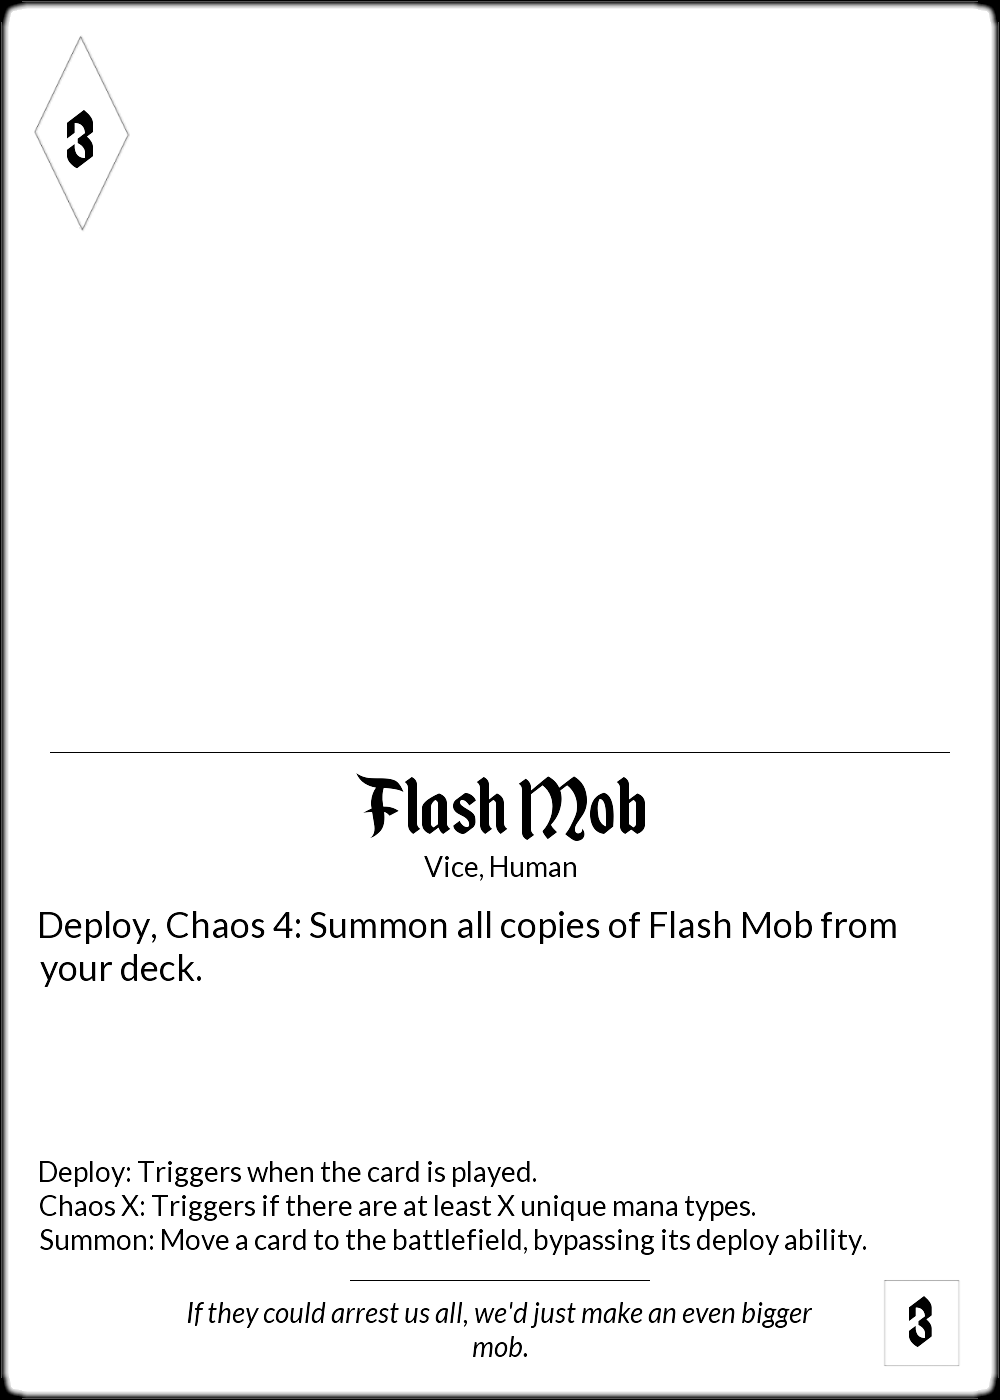 3
Flash Mob
Vice, Human
Deploy, Chaos 4: Summon all copies of Flash Mob from
your deck.
Deploy: Triggers when the card is played.
Chaos X: Triggers if there are at least X unique mana types.
Summon: Move a card to the battlefield, bypassing its deploy ability.
If they could arrest us all, we'd just make an even bigger
mob.
3